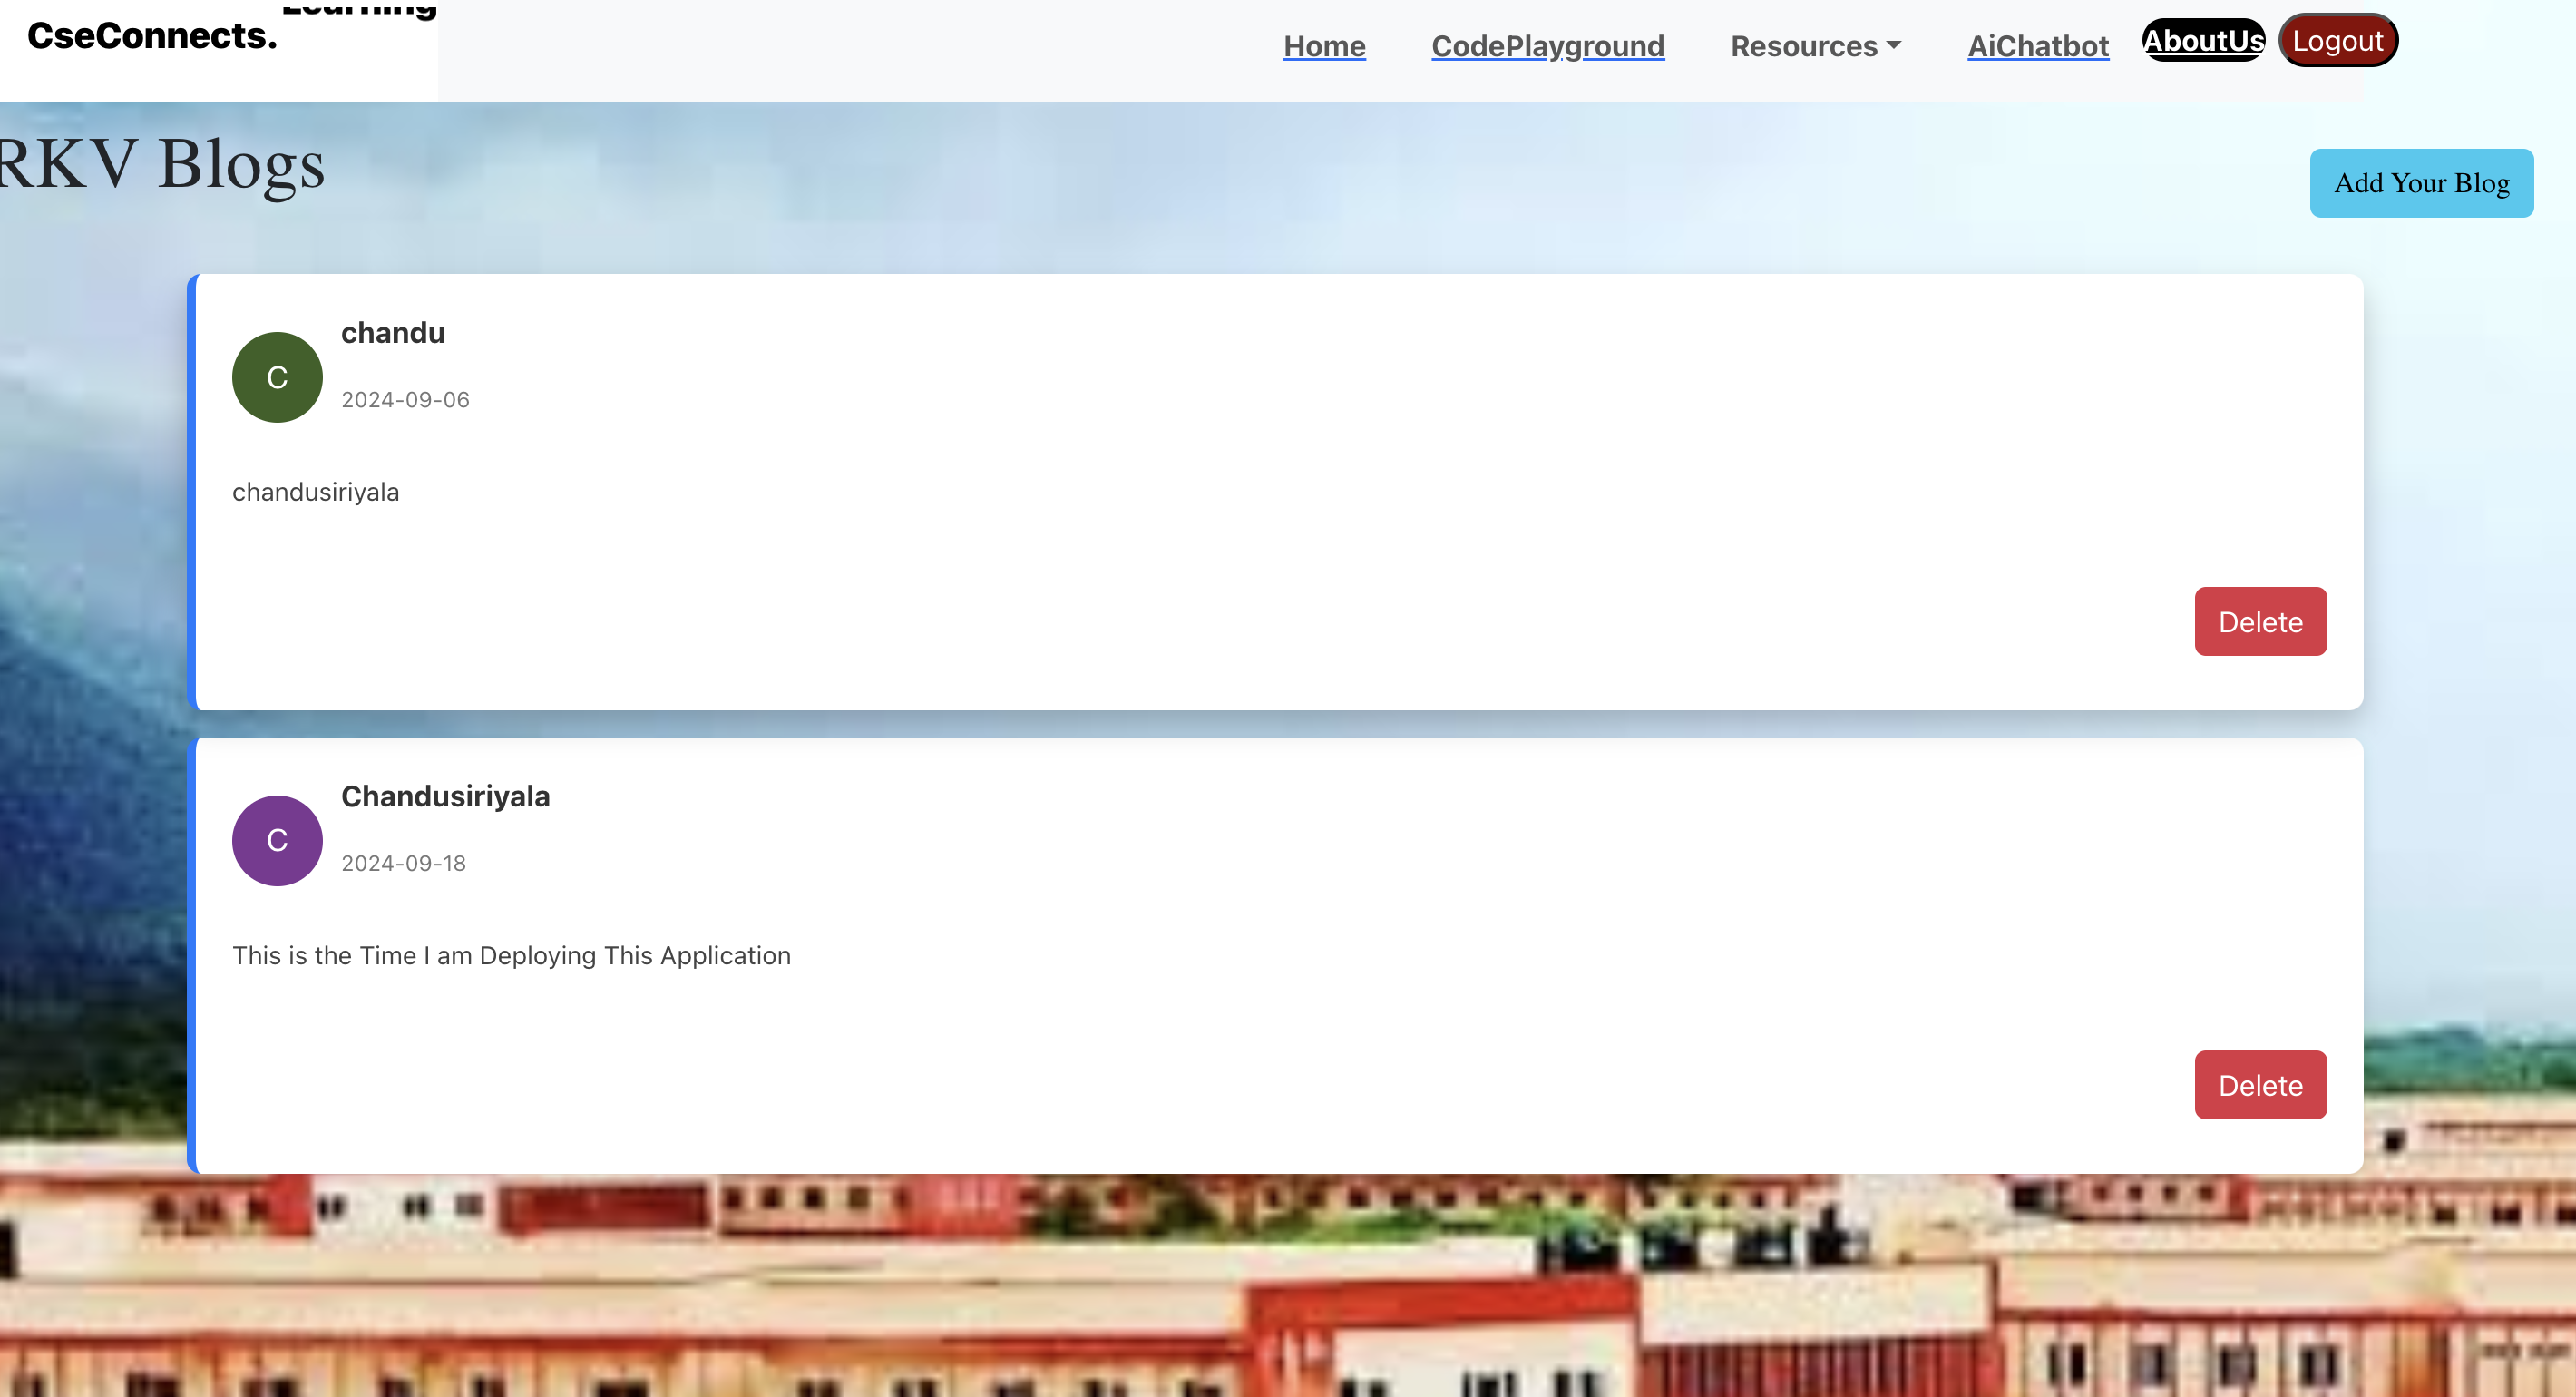 Learning
CseConnects.
Home CodePlayground Resources AiChatbot AboutUs Logout
RKV Blogs
Add Your Blog
C
chandu
2024-09-06
chandusiriyala
Delete
C
Chandusiriyala
2024-09-18
This is the Time I am Deploying This Application
Delete